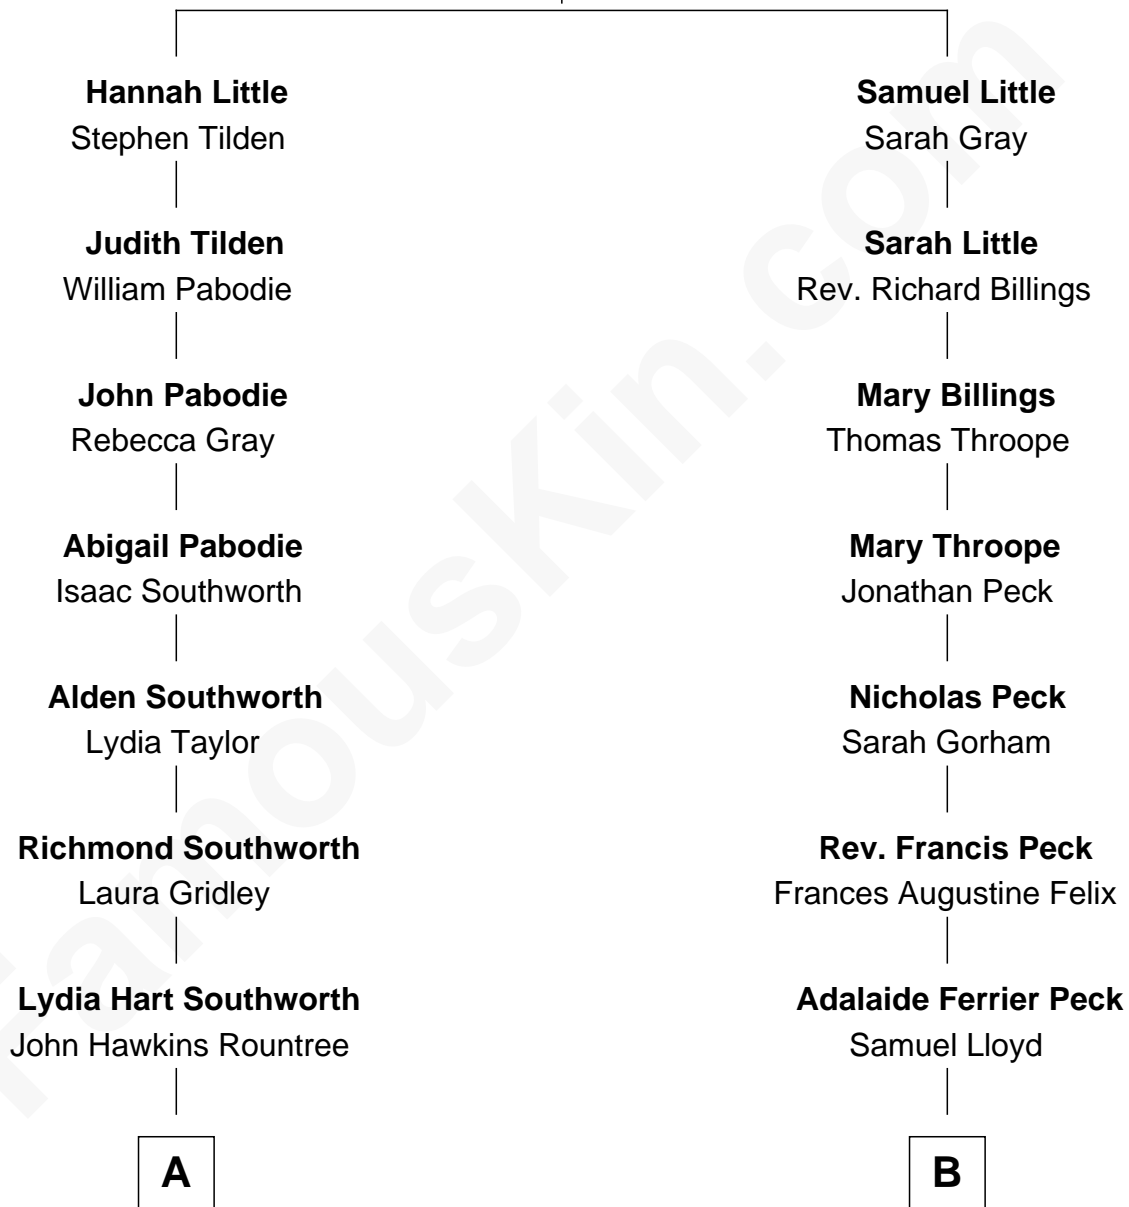 Hannah Little
Stephen Tilden
Judith Tilden
William Pabodie
John Pabodie
Rebecca Gray
Abigail Pabodie
Isaac Southworth
Alden Southworth
Lydia Taylor
Richmond Southworth
Laura Gridley
Lydia Hart Southworth
John Hawkins Rountree
A
Samuel Little
Sarah Gray
Sarah Little
Rev. Richard Billings
Mary Billings
Thomas Throope
Mary Throope
Jonathan Peck
Nicholas Peck
Sarah Gorham
Rev. Francis Peck
Frances Augustine Felix
Adalaide Ferrier Peck
Samuel Lloyd
B
FamousKin.com